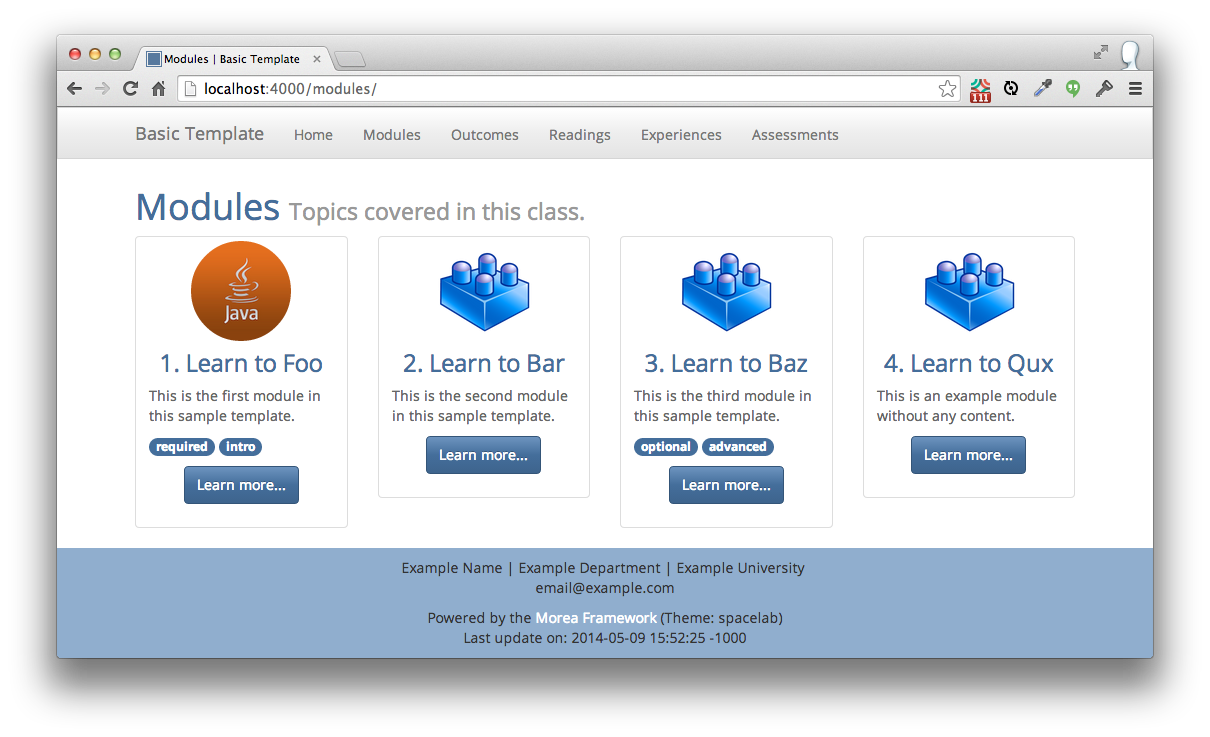 Modules | Basic Template
localhost:4000/modules/
111
Basic Template Home Modules Outcomes Readings Experiences Assessments
Modules Topics covered in this class.
Java
1. Learn to Foo
This is the first module in
this sample template.
required intro
Learn more...
2. Learn to Bar
This is the second module
in this sample template.
Learn more...
3. Learn to Baz
This is the third module in
this sample template.
optional advanced
Learn more...
4. Learn to Qux
This is an example module
without any content.
Learn more...
Example Name | Example Department | Example University
email@example.com
Powered by the Morea Framework (Theme: spacelab)
Last update on: 2014-05-09 15:52:25 -1000